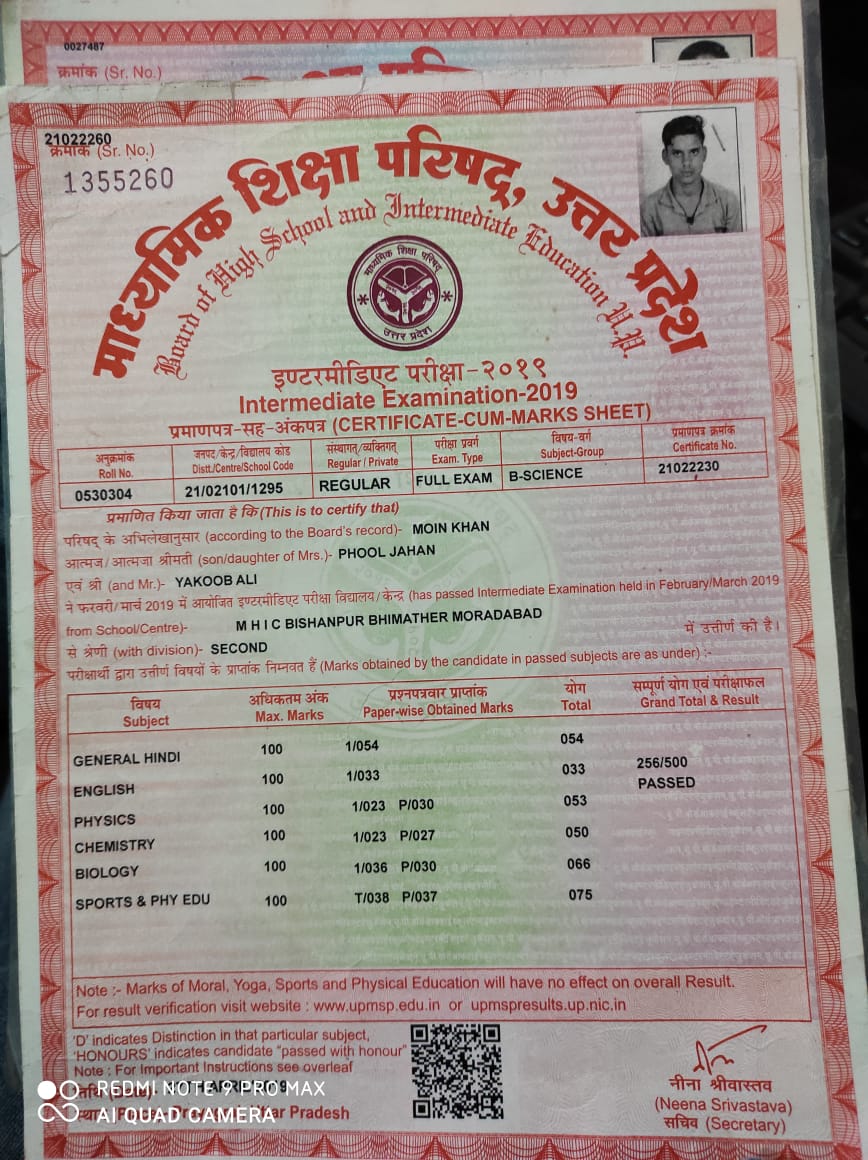 0027487
क्रमांक (Sr. No.)
21022260
क्रमांक (Sr. No.)
1355260
माध्यमिक शिक्षा परिषद्, उत्तर प्रदेश
Board of High School and Intermediate Education U.P.
माध्यमिक शिक्षा परिषद्
उत्तर प्रदेश
इण्टरमीडिएट परीक्षा-२०१९
Intermediate Examination-2019
प्रमाणपत्र-सह-अंकपत्र (CERTIFICATE-CUM-MARKS SHEET)
अनुक्रमांक जनपद/केन्द्र/विद्यालय कोड संस्थागत/व्यक्तिगत परीक्षा प्रवर्ग विषय-वर्ग प्रमाणपत्र क्रमांक
Roll No. Distt./Centre/School Code Regular / Private Exam. Type Subject-Group Certificate No.
0530304 21/02101/1295 REGULAR FULL EXAM B-SCIENCE 21022230
प्रमाणित किया जाता है कि (This is to certify that)
परिषद के अभिलेखानुसार (according to the Board's record)- MOIN KHAN
आत्मज/आत्मजा श्रीमती (son/daughter of Mrs.)- PHOOL JAHAN
एवं श्री (and Mr.)- YAKOOB ALI
ने फरवरी/मार्च 2019 में आयोजित इण्टरमीडिएट परीक्षा विद्यालय/केन्द्र (has passed Intermediate Examination held in February/March 2019
from School/Centre)- M H I C BISHANPUR BHIMATHER MORADABAD
से श्रेणी (with division)- SECOND में उत्तीर्ण की है।
परीक्षार्थी द्वारा उत्तीर्ण विषयों के प्राप्तांक निम्नवत हैं (Marks obtained by the candidate in passed subjects are as under) :-
विषय अधिकतम अंक प्रश्नपत्रवार प्राप्तांक योग सम्पूर्ण योग एवं परीक्षाफल
Subject Max. Marks Paper-wise Obtained Marks Total Grand Total & Result
GENERAL HINDI 100 1/054 054
ENGLISH 100 1/033 033 256/500
PASSED
PHYSICS 100 1/023 P/030 053
CHEMISTRY 100 1/023 P/027 050
BIOLOGY 100 1/036 P/030 066
SPORTS & PHY EDU 100 T/038 P/037 075
Note :- Marks of Moral, Yoga, Sports and Physical Education will have no effect on overall Result.
For result verification visit website : www.upmsp.edu.in or upmspresults.up.nic.in
'D' indicates Distinction in that particular subject,
'HONOURS' indicates candidate "passed with honour"
Note : For Important Instructions see overleaf
REDMI NOTE 9 PRO MAX
AI QUAD CAMERA
Pradesh
नीना श्रीवास्तव
(Neena Srivastava)
सचिव (Secretary)